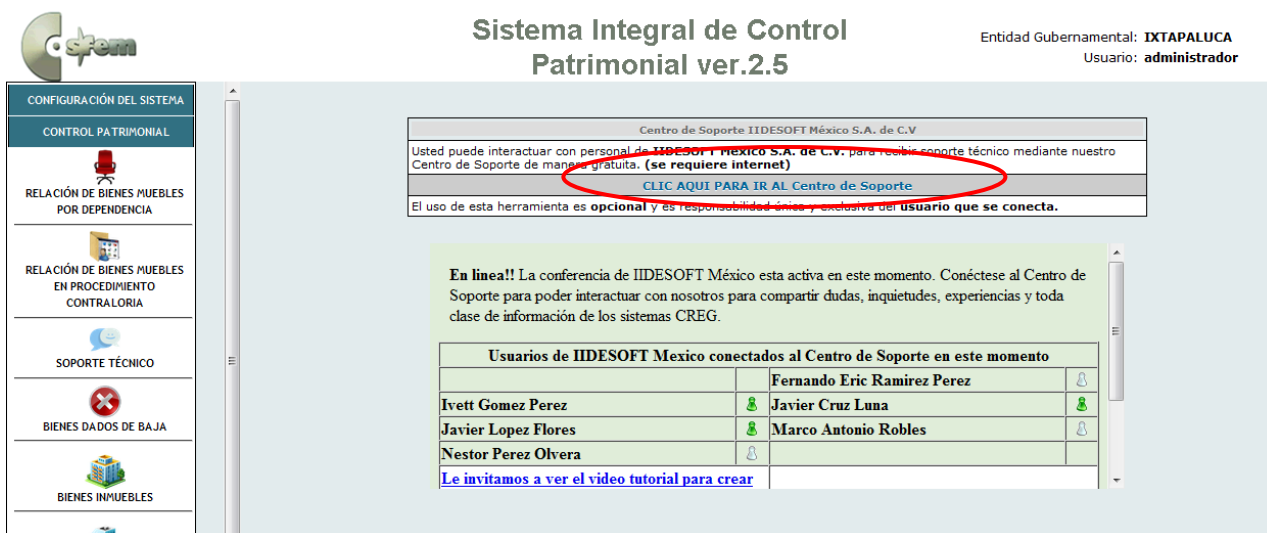 osfem
Sistema Integral de Control
Patrimonial ver.2.5
Entidad Gubernamental: IXTAPALUCA
Usuario: administrador
CONFIGURACIÓN DEL SISTEMA
CONTROL PATRIMONIAL
RELACIÓN DE BIENES MUEBLES
POR DEPENDENCIA
RELACIÓN DE BIENES MUEBLES
EN PROCEDIMIENTO
CONTRALORIA
SOPORTE TÉCNICO
BIENES DADOS DE BAJA
BIENES INMUEBLES
Centro de Soporte IIDESOFT México S.A. de C.V
Usted puede interactuar con personal de IIDESOFT México S.A. de C.V. para recibir soporte técnico mediante nuestro
Centro de Soporte de manera gratuita. (se requiere internet)
CLIC AQUI PARA IR AL Centro de Soporte
El uso de esta herramienta es opcional y es responsabilidad única y exclusiva del usuario que se conecta.
En linea!! La conferencia de IIDESOFT México esta activa en este momento. Conéctese al Centro de
Soporte para poder interactuar con nosotros para compartir dudas, inquietudes, experiencias y toda
clase de información de los sistemas CREG.
Usuarios de IIDESOFT Mexico conectados al Centro de Soporte en este momento
Fernando Eric Ramirez Perez
Ivett Gomez Perez
Javier Cruz Luna
Javier Lopez Flores
Marco Antonio Robles
Nestor Perez Olvera
Le invitamos a ver el video tutorial para crear